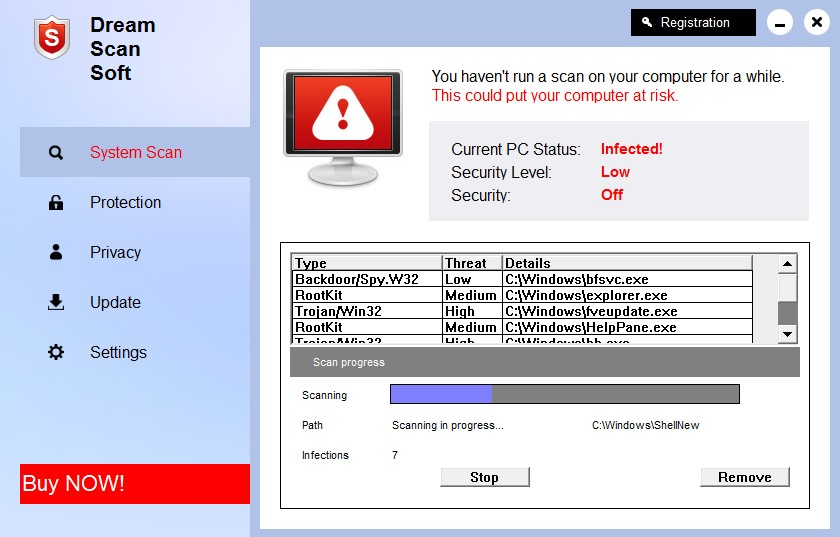 S
Dream
Scan
Soft
Registration
System Scan
Protection
Privacy
Update
Settings
Buy NOW!
You haven't run a scan on your computer for a while.
This could put your computer at risk.
Current PC Status: Infected!
Security Level: Low
Security: Off
Type Threat Details
Backdoor/Spy.W32 Low C:\Windows\bfsvc.exe
RootKit Medium C:\Windows\explorer.exe
Trojan/Win32 High C:\Windows\fveupdate.exe
RootKit Medium C:\Windows\HelpPane.exe
Trojan/Win32 High C:\Windows\hh.exe
Scan progress
Scanning
Path Scanning in progress... C:\Windows\ShellNew
Infections 7
Stop Remove